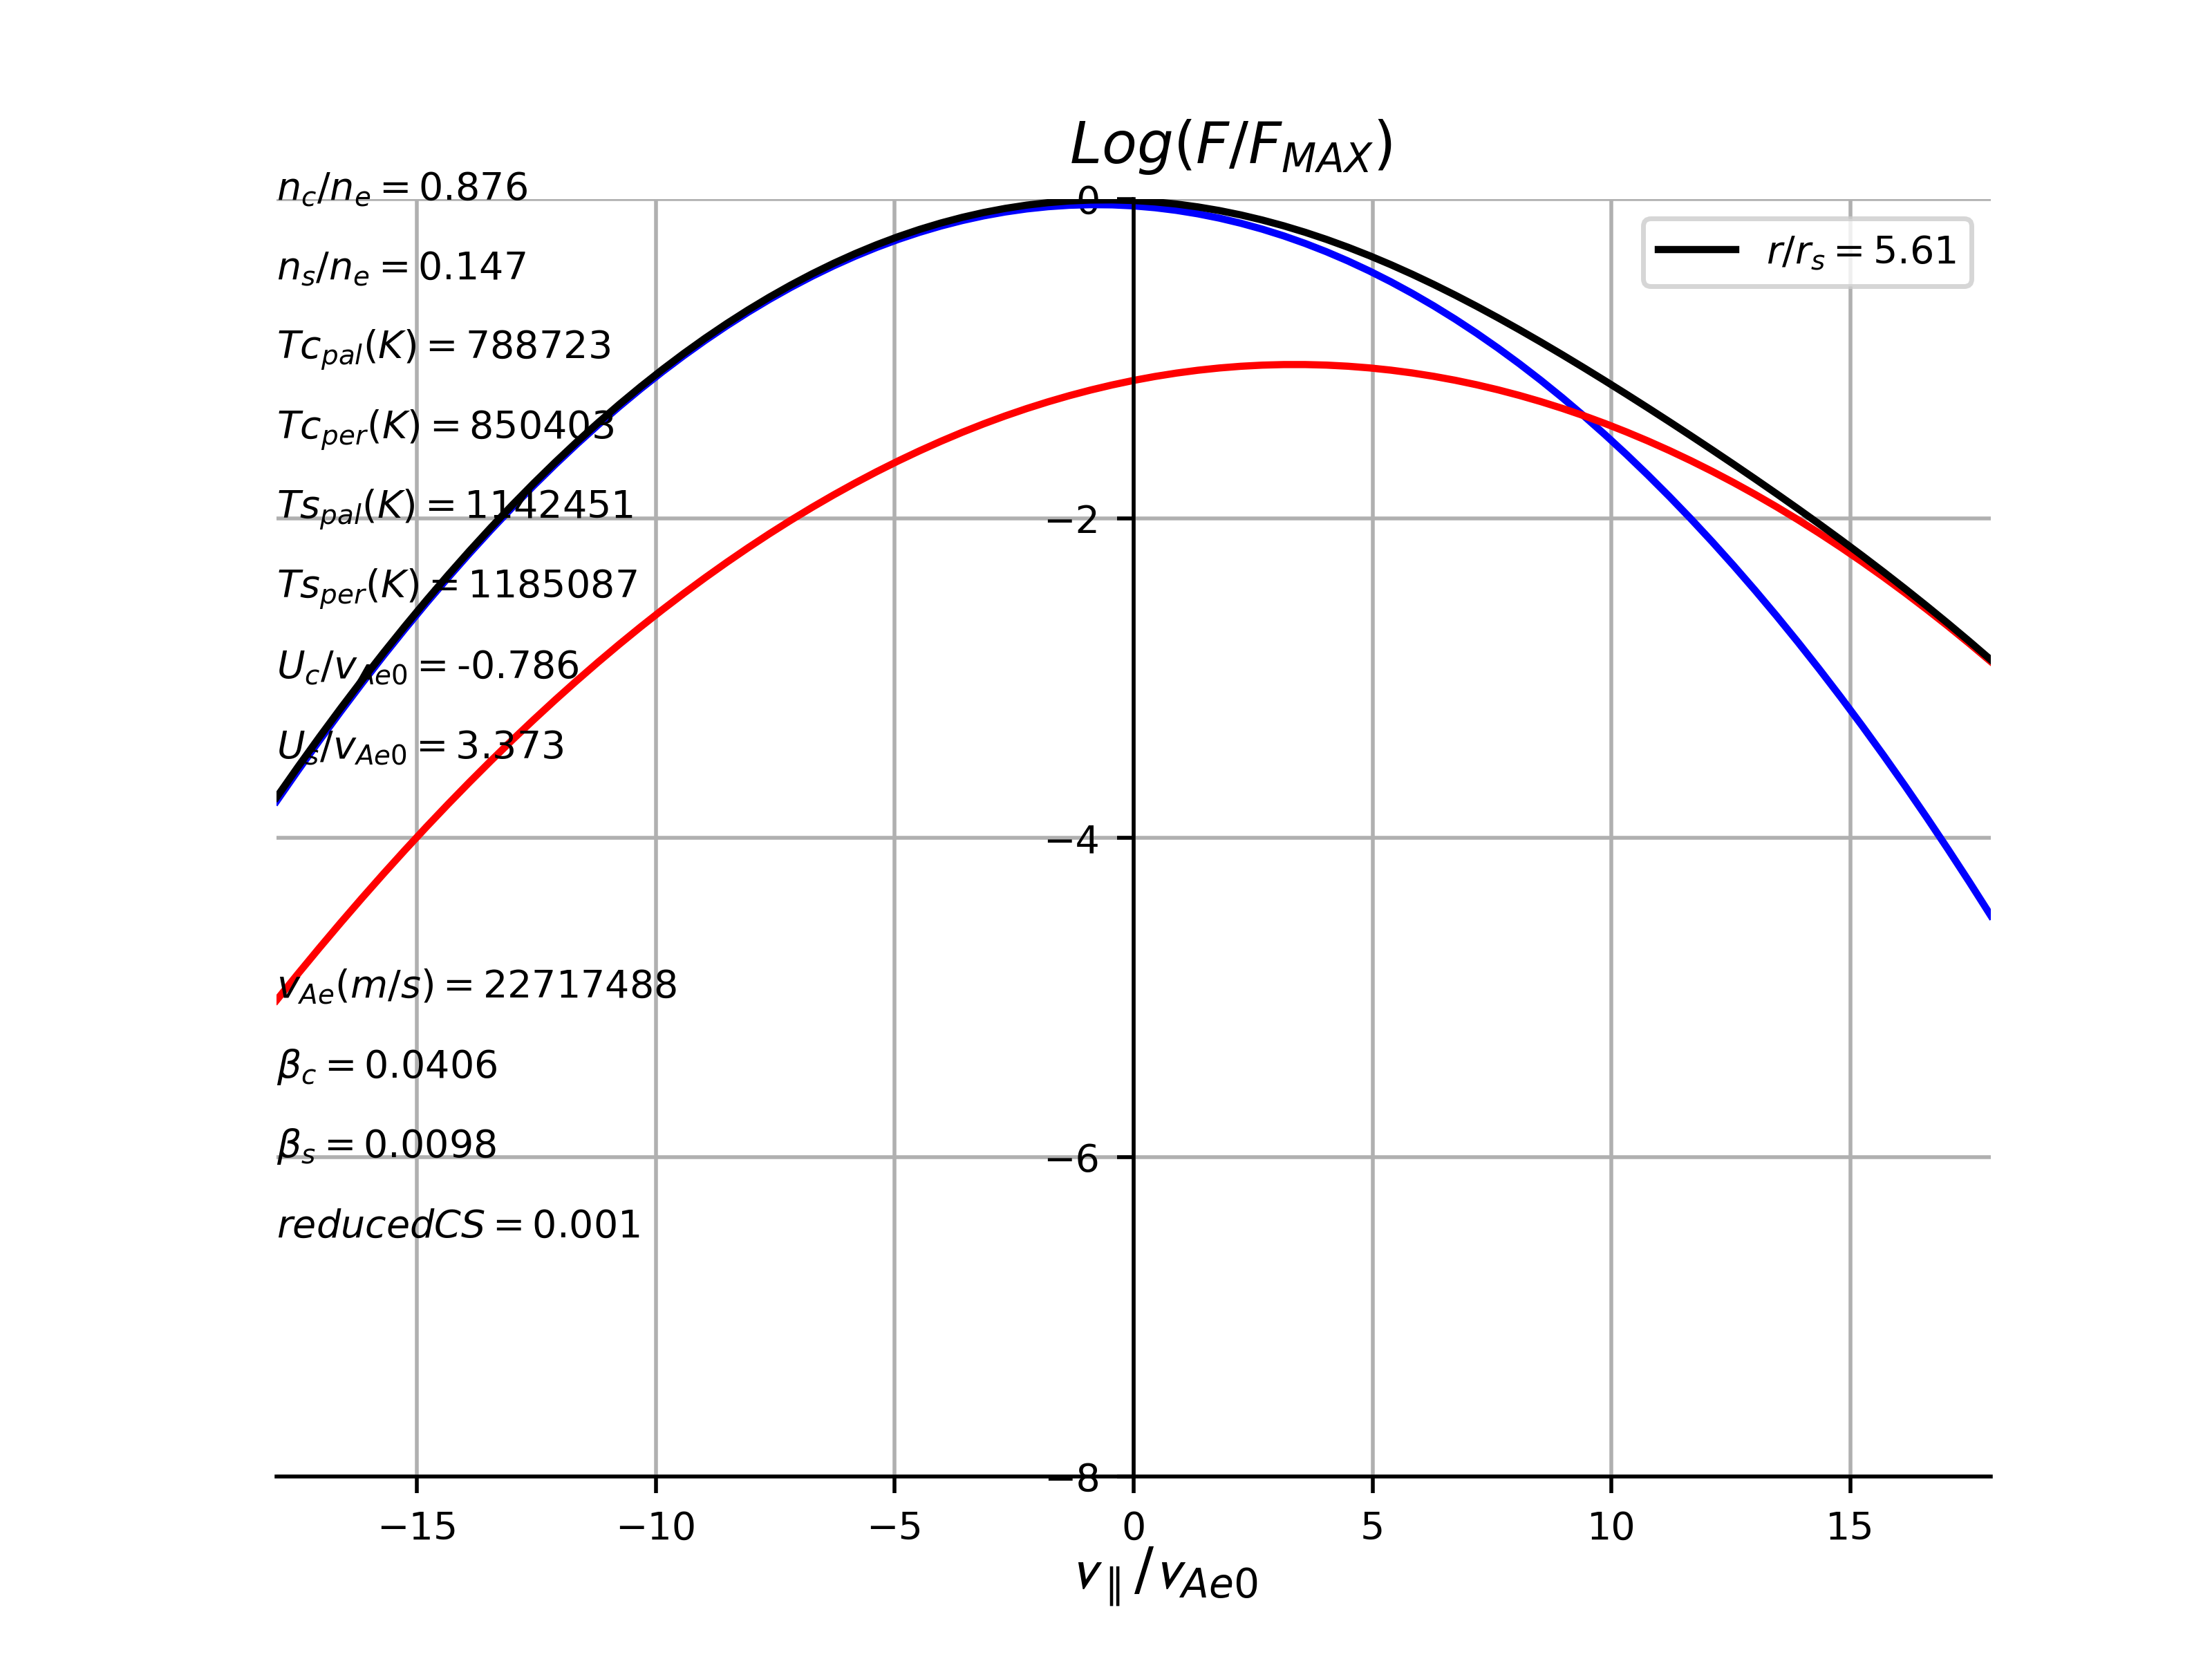 Log(F/F_MAX)
n_c/n_e = 0.876
0
r/r_s = 5.61
n_s/n_e = 0.147
Tc_pal(K) = 788723
Tc_per(K) = 850403
Ts_pal(K) = 1142451
−2
Ts_per(K) = 1185087
U_c/v_Ae0 = -0.786
U_s/v_Ae0 = 3.373
−4
v_Ae(m/s) = 22717488
β_c = 0.0406
β_s = 0.0098
−6
reducedCS = 0.001
−8
−15 −10 −5 0 5 10 15
v_∥/v_Ae0